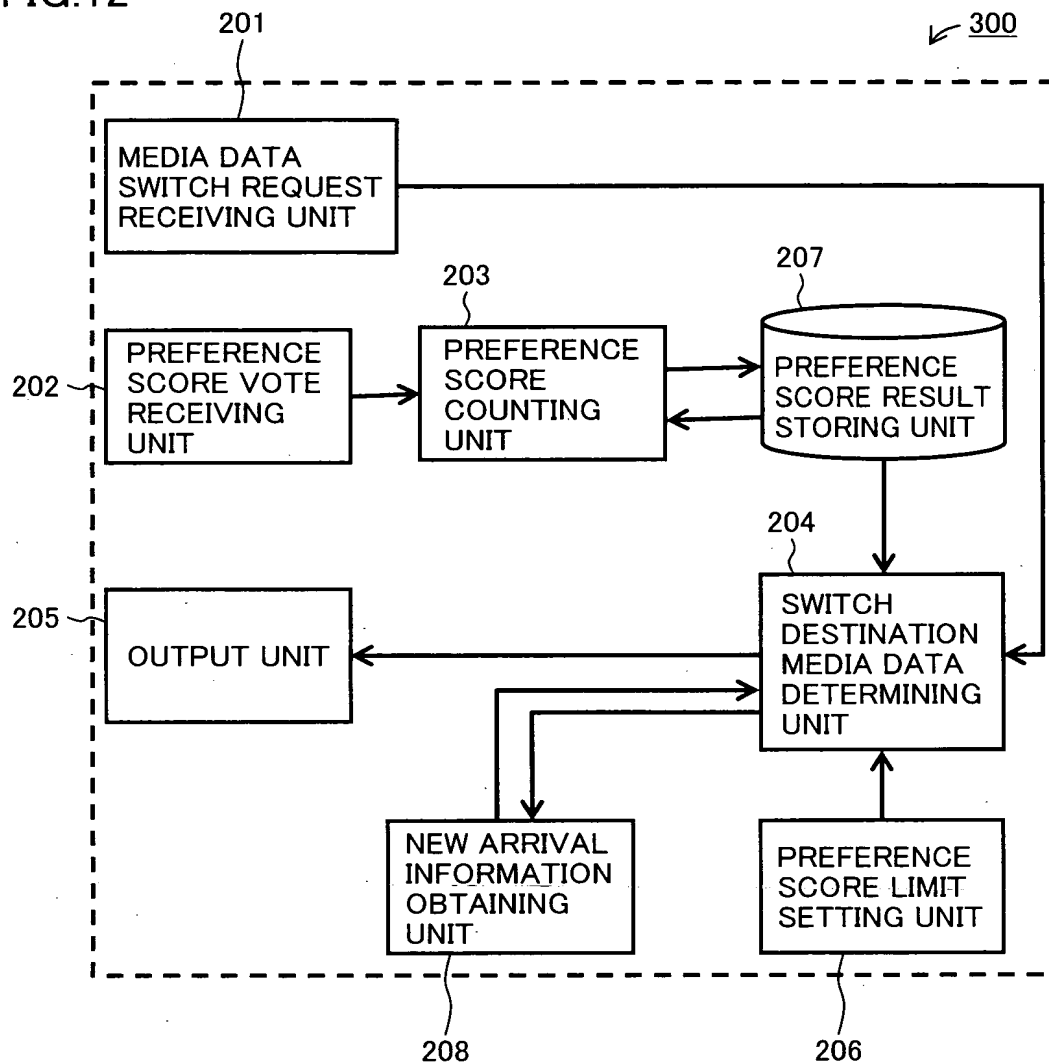 FIG.12
201
300
MEDIA DATA
SWITCH REQUEST
RECEIVING UNIT
203
207
202
PREFERENCE
SCORE VOTE
RECEIVING
UNIT
PREFERENCE
SCORE
COUNTING
UNIT
PREFERENCE
SCORE RESULT
STORING UNIT
204
205
OUTPUT UNIT
SWITCH
DESTINATION
MEDIA DATA
DETERMINING
UNIT
NEW ARRIVAL
INFORMATION
OBTAINING
UNIT
PREFERENCE
SCORE LIMIT
SETTING UNIT
208
206